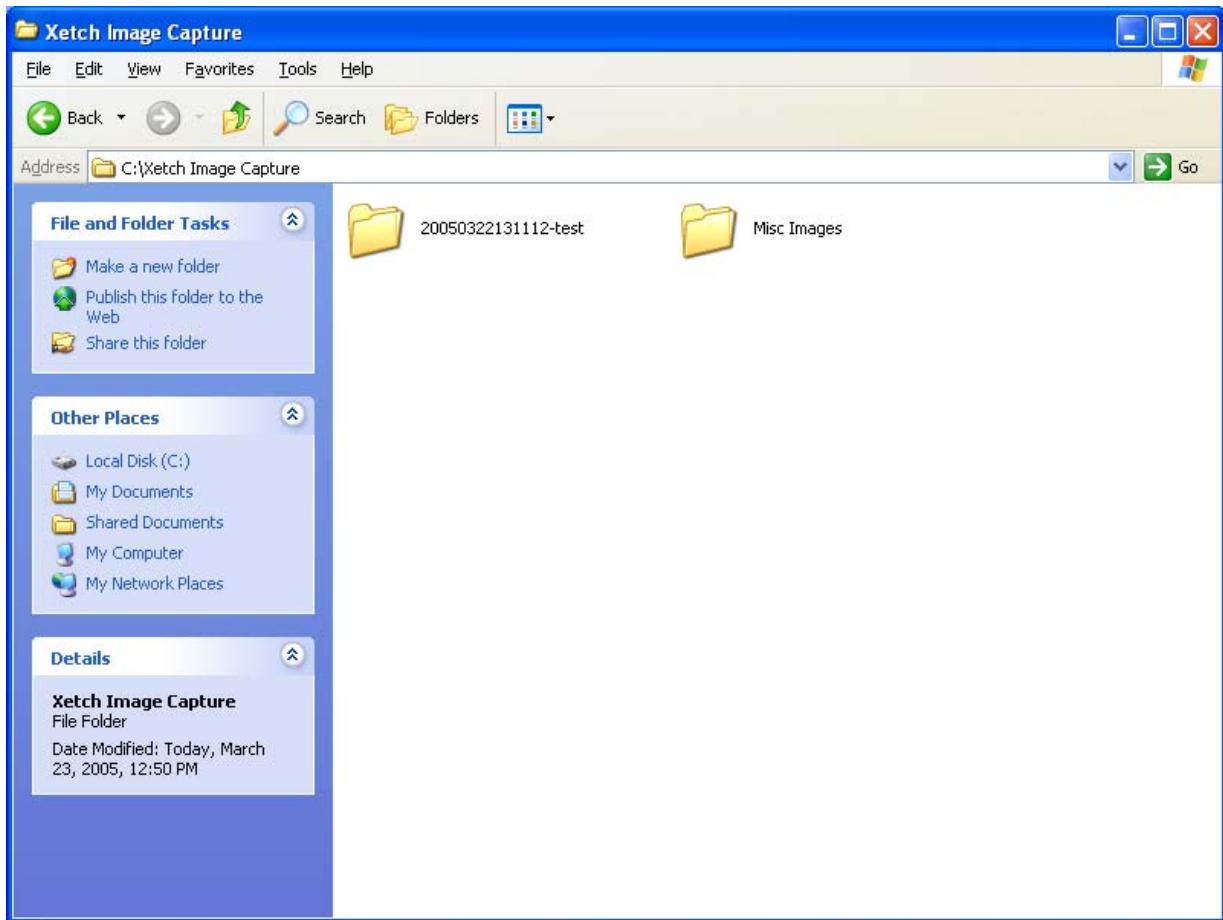 Xetch Image Capture
File Edit View Favorites Tools Help
Back Search Folders
Address C:\Xetch Image Capture Go
File and Folder Tasks
Make a new folder
Publish this folder to the
Web
Share this folder
Other Places
Local Disk (C:)
My Documents
Shared Documents
My Computer
My Network Places
Details
Xetch Image Capture
File Folder
Date Modified: Today, March
23, 2005, 12:50 PM
20050322131112-test
Misc Images